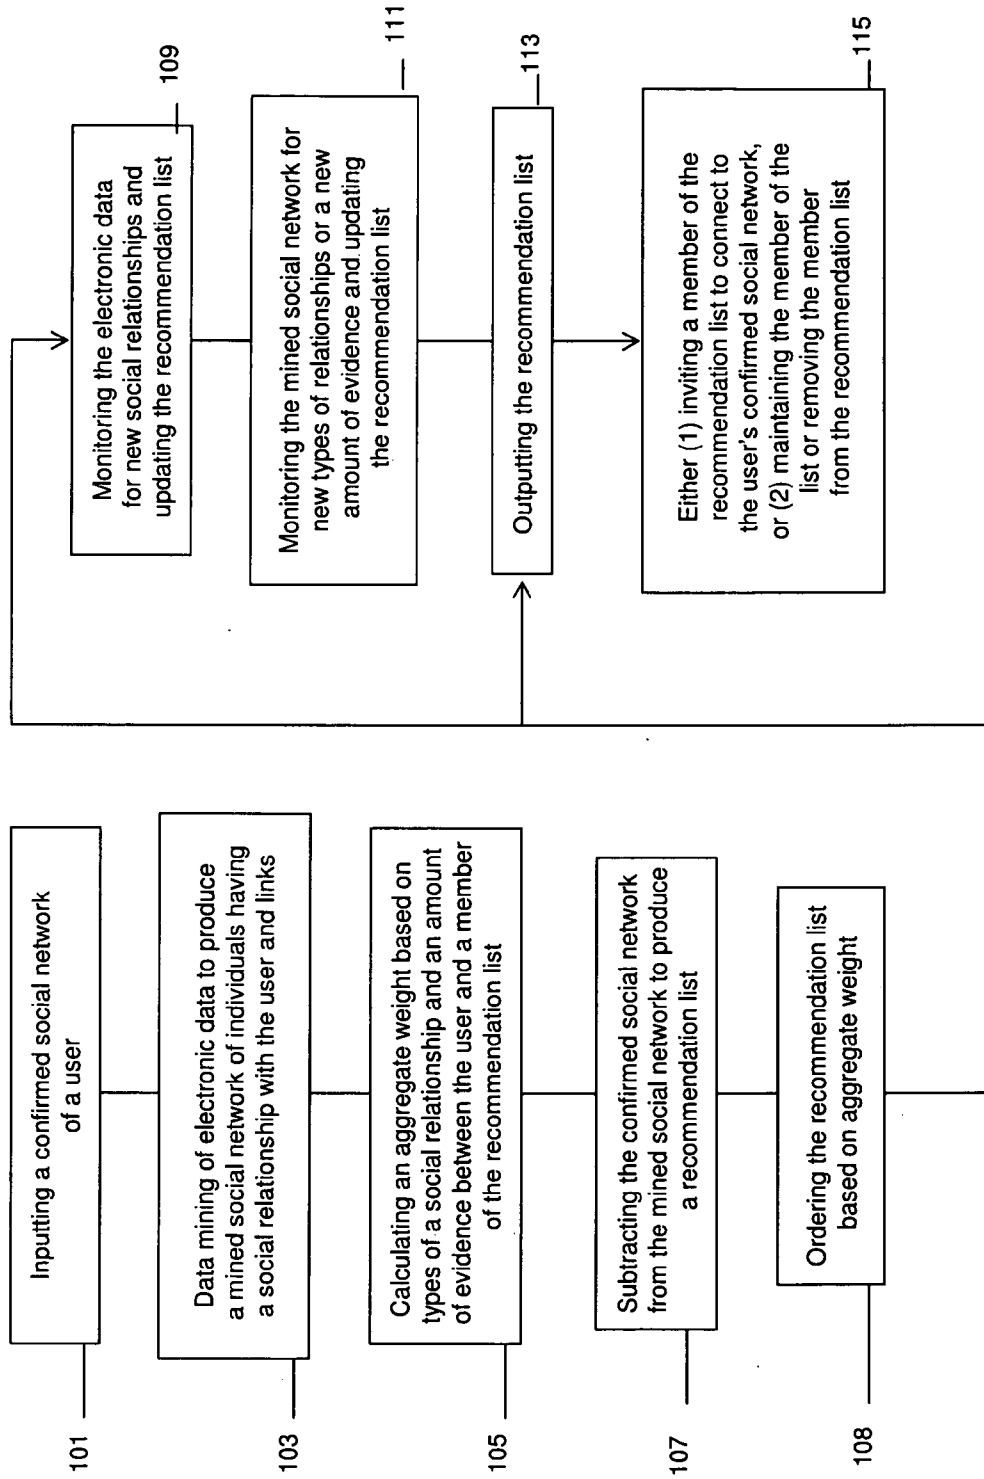 101
Inputting a confirmed social network
of a user
103
Data mining of electronic data to produce
a mined social network of individuals having
a social relationship with the user and links
105
Calculating an aggregate weight based on
types of a social relationship and an amount
of evidence between the user and a member
of the recommendation list
107
Subtracting the confirmed social network
from the mined social network to produce
a recommendation list
108
Ordering the recommendation list
based on aggregate weight
Monitoring the electronic data
for new social relationships and
updating the recommendation list
109
Monitoring the mined social network for
new types of relationships or a new
amount of evidence and updating
the recommendation list
111
Outputting the recommendation list
113
Either (1) inviting a member of the
recommendation list to connect to
the user's confirmed social network,
or (2) maintaining the member of the
list or removing the member
from the recommendation list
115